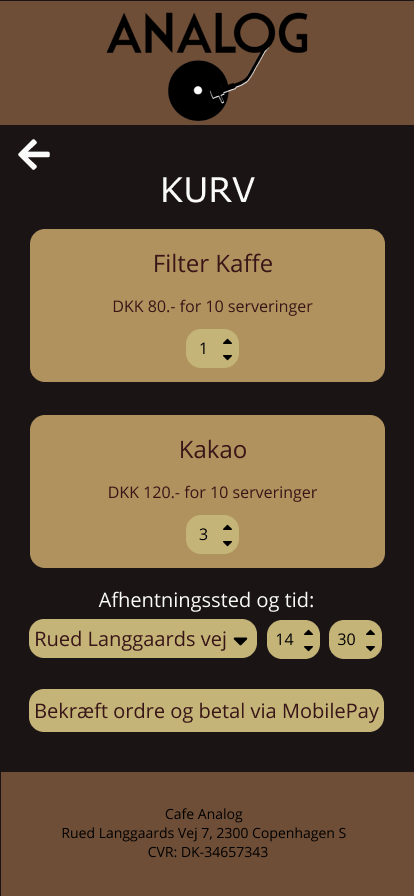 ANALOG
KURV
Filter Kaffe
DKK 80.- for 10 serveringer
1
Kakao
DKK 120.- for 10 serveringer
3
Afhentningssted og tid:
Rued Langgaards vej 14 30
Bekræft ordre og betal via MobilePay
Cafe Analog
Rued Langgaards Vej 7, 2300 Copenhagen S
CVR: DK-34657343